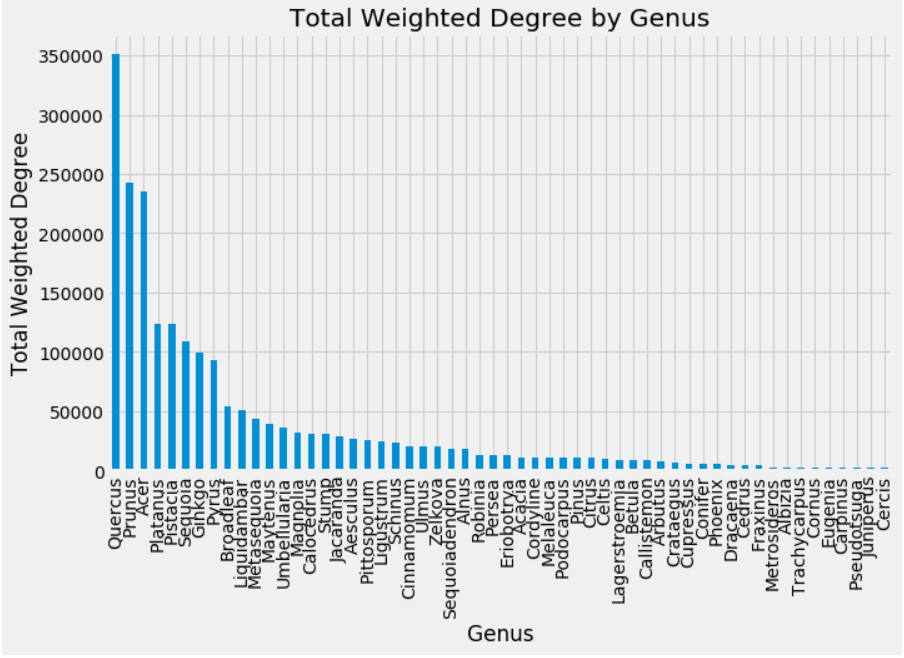 Total Weighted Degree by Genus
Total Weighted Degree
350000
300000
250000
200000
150000
100000
50000
0
Quercus
Prunus
Acer
Platanus
Pistacia
Sequoia
Ginkgo
Pyrus
Broadleaf
Liquidambar
Metasequoia
Maytenus
Umbellularia
Magnolia
Calocedrus
Stump
Jacaranda
Aesculus
Pittosporum
Ligustrum
Schinus
Cinnamomum
Ulmus
Zelkova
Sequoiadendron
Alnus
Robinia
Persea
Eriobotrya
Acacia
Cordyline
Melaleuca
Podocarpus
Pinus
Citrus
Celtis
Lagerstroemia
Betula
Callistemon
Arbutus
Crataegus
Cupressus
Conifer
Phoenix
Dracaena
Cedrus
Fraxinus
Metrosideros
Albizia
Trachycarpus
Cornus
Eugenia
Carpinus
Pseudotsuga
Juniperus
Cercis
Genus